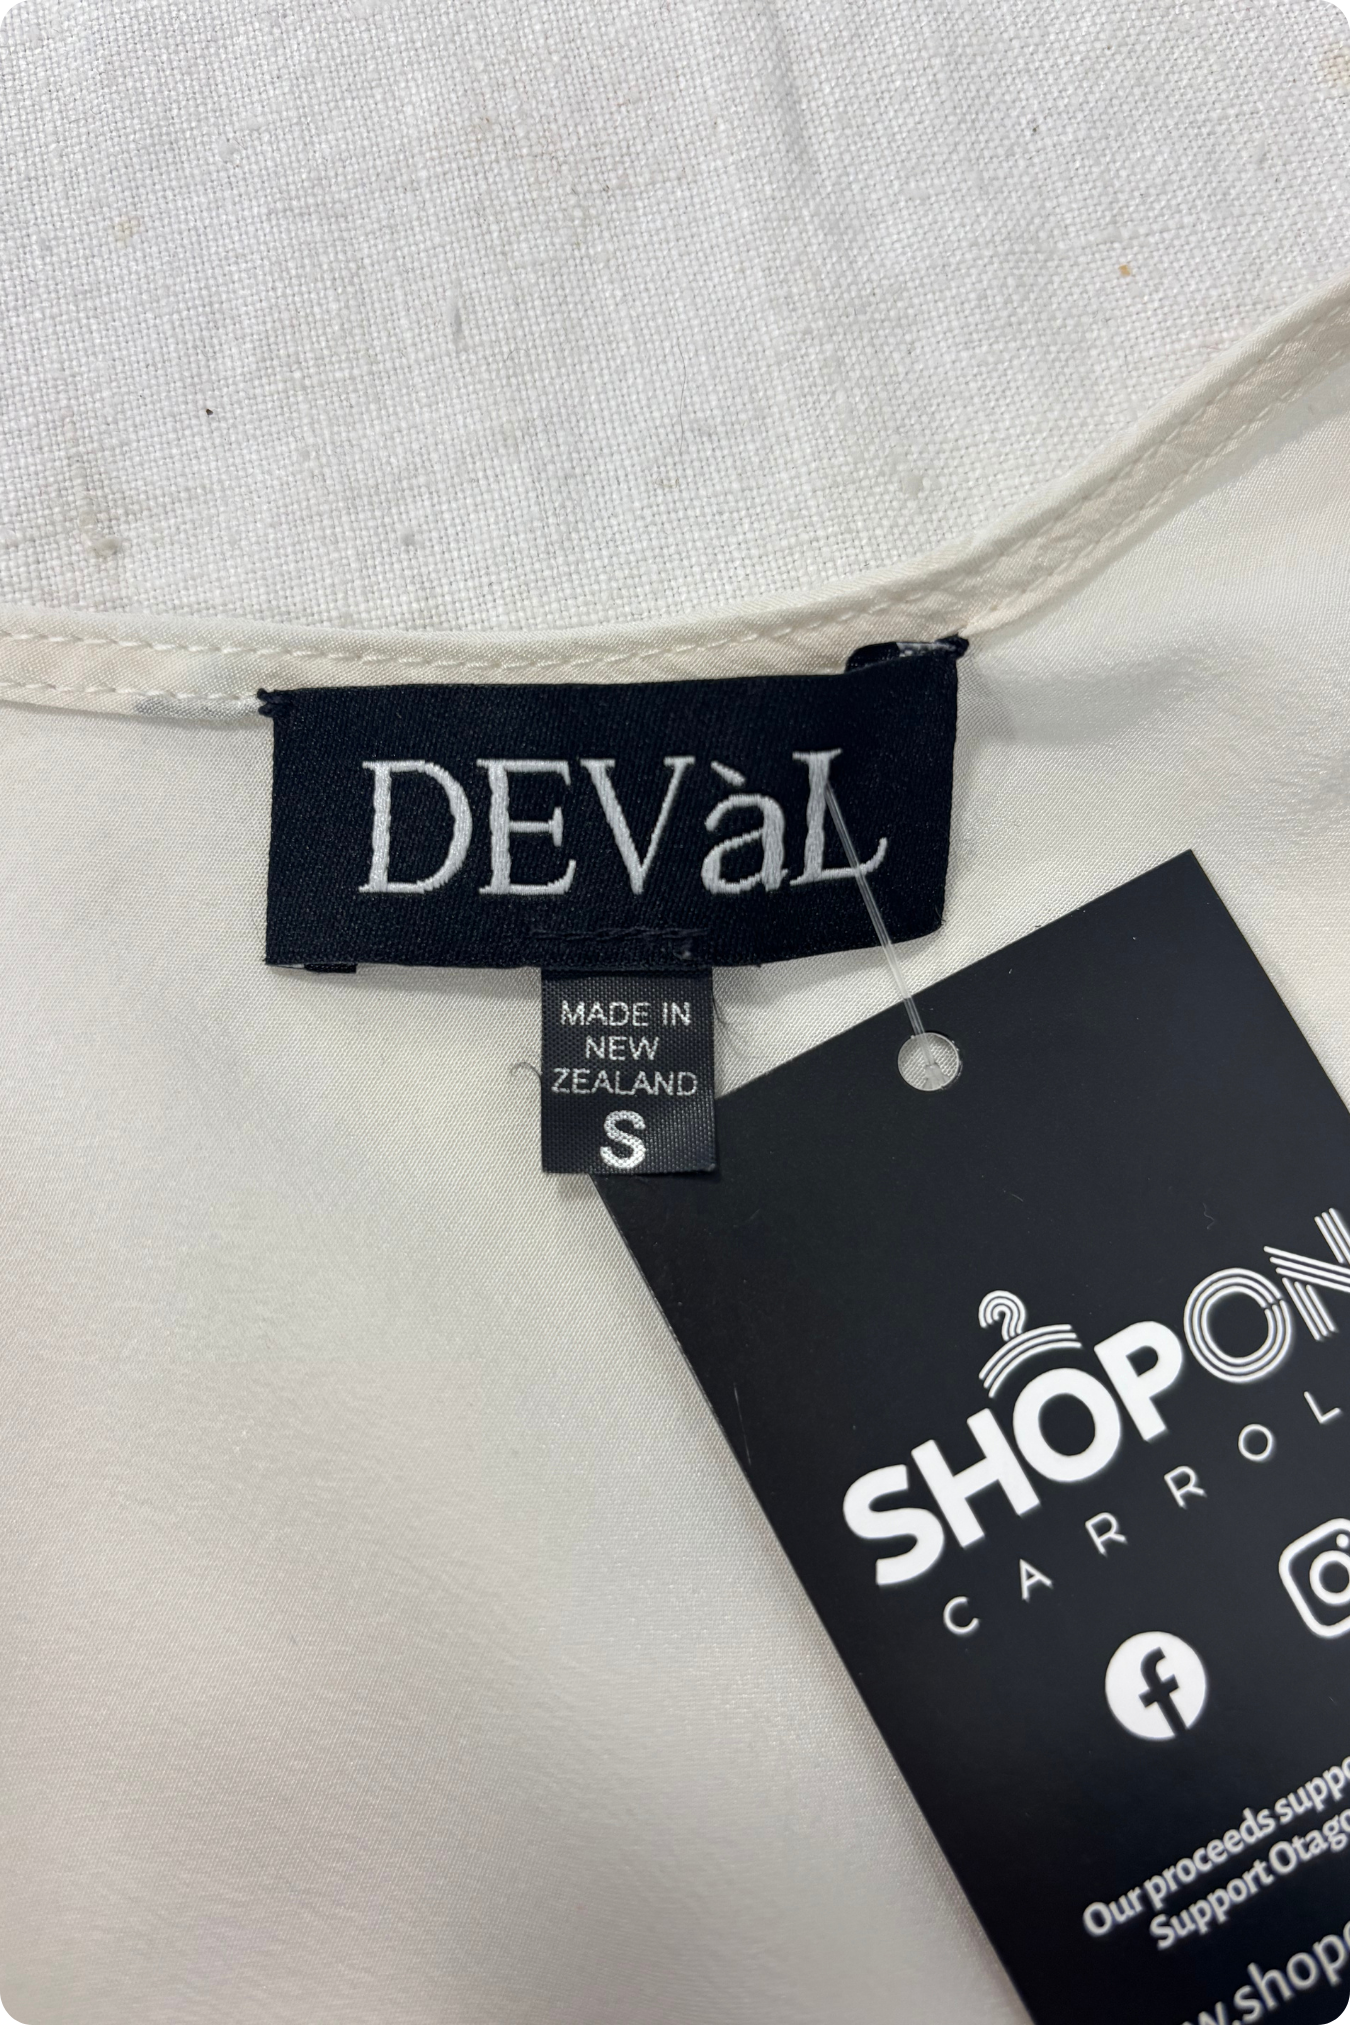 DEVàL
MADE IN
NEW
ZEALAND
S
SHOPON
CARROL
Our proceeds suppo
Support Otago
w.shop